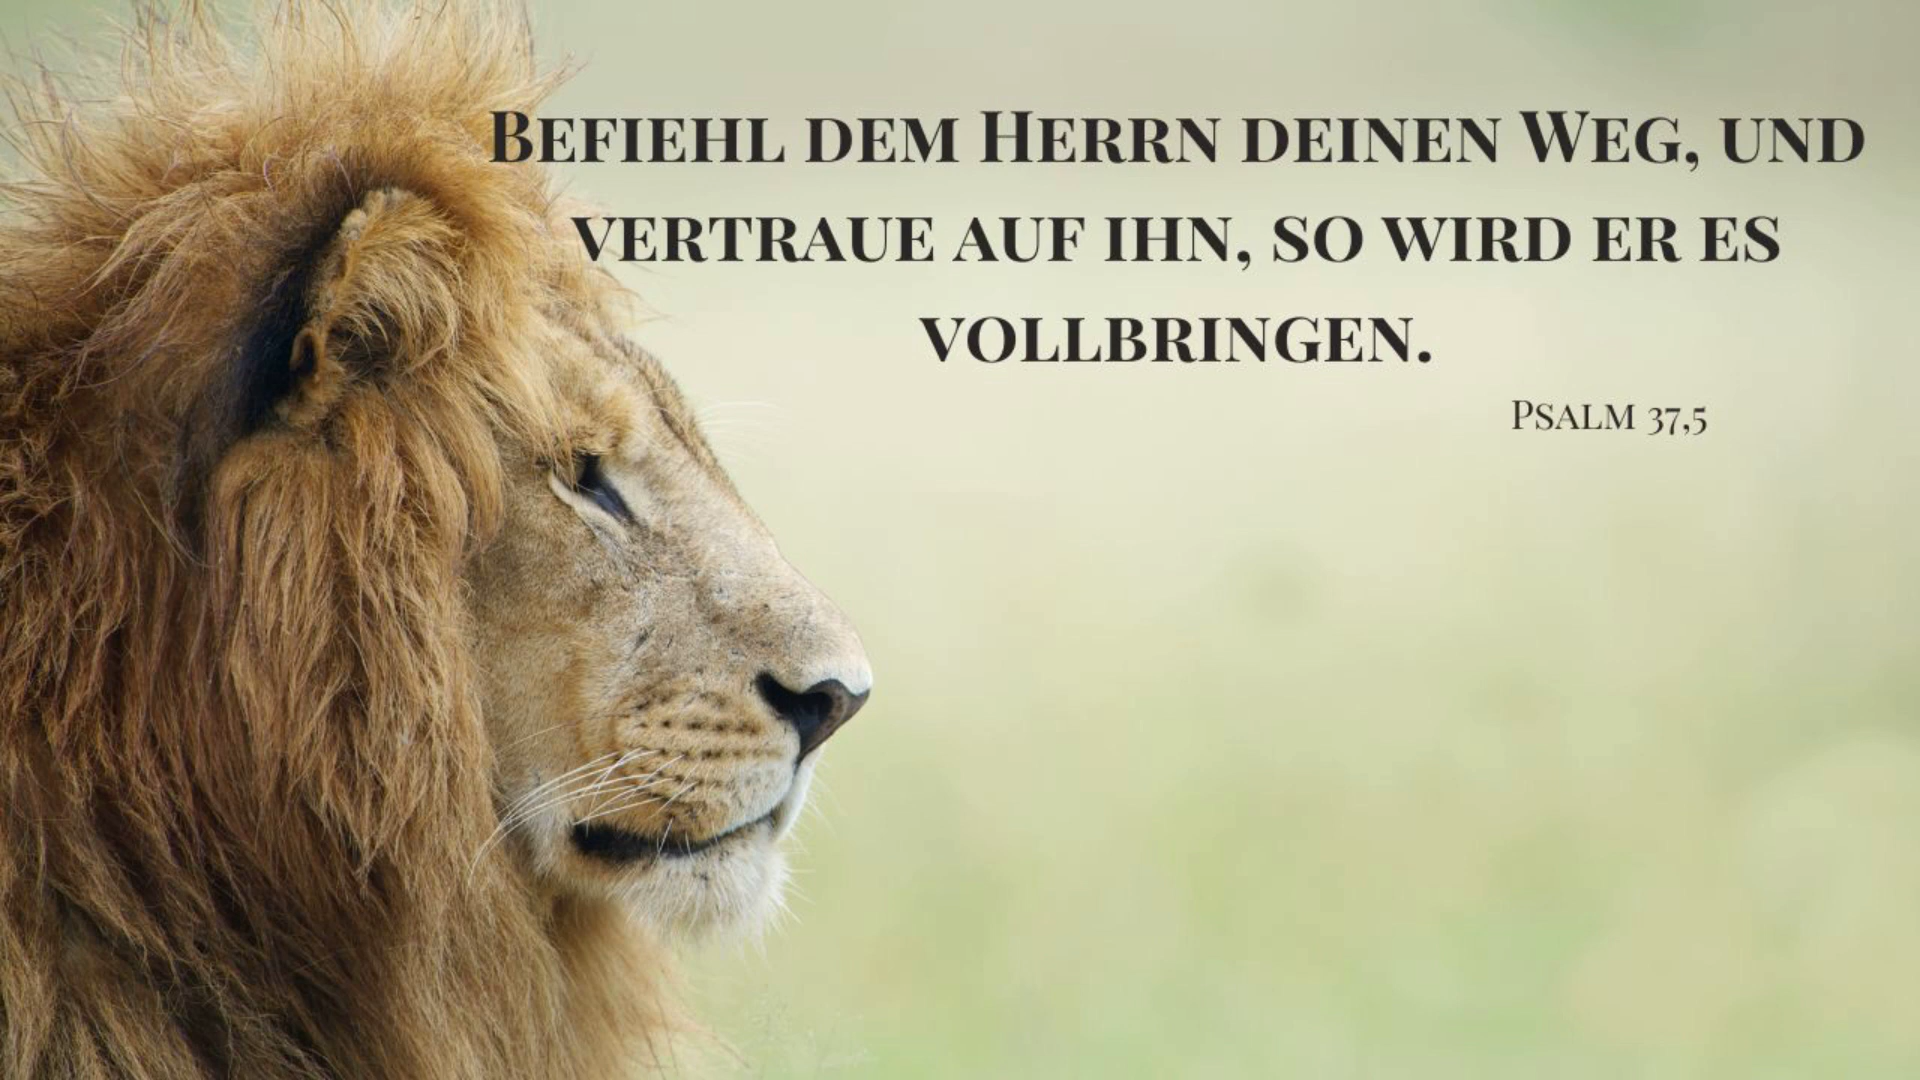 Befiehl dem Herrn deinen Weg, und
vertraue auf ihn, so wird er es
vollbringen.
Psalm 37,5